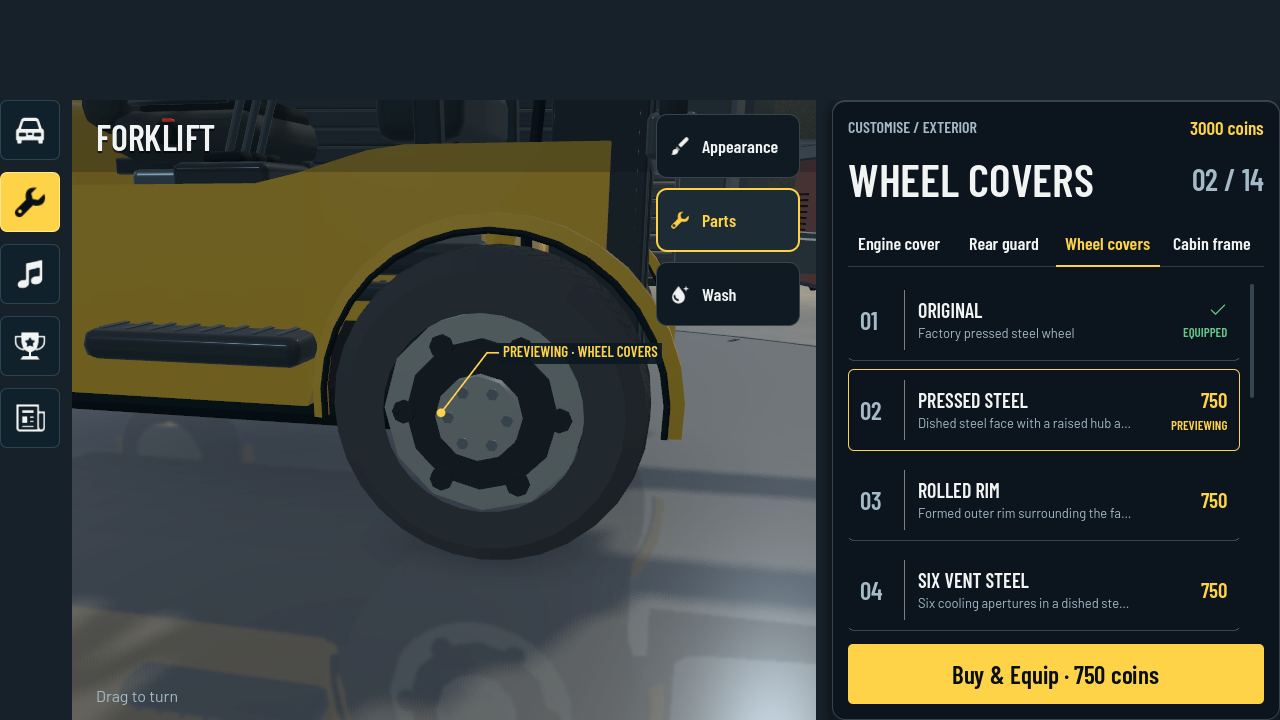 FORKLIFT
Appearance
Parts
Wash
PREVIEWING · WHEEL COVERS
Drag to turn
CUSTOMISE / EXTERIOR
3000 coins
WHEEL COVERS
02 / 14
Engine cover
Rear guard
Wheel covers
Cabin frame
01
ORIGINAL
Factory pressed steel wheel
EQUIPPED
02
PRESSED STEEL
Dished steel face with a raised hub a...
750
PREVIEWING
03
ROLLED RIM
Formed outer rim surrounding the fa...
750
04
SIX VENT STEEL
Six cooling apertures in a dished ste...
750
Buy & Equip · 750 coins